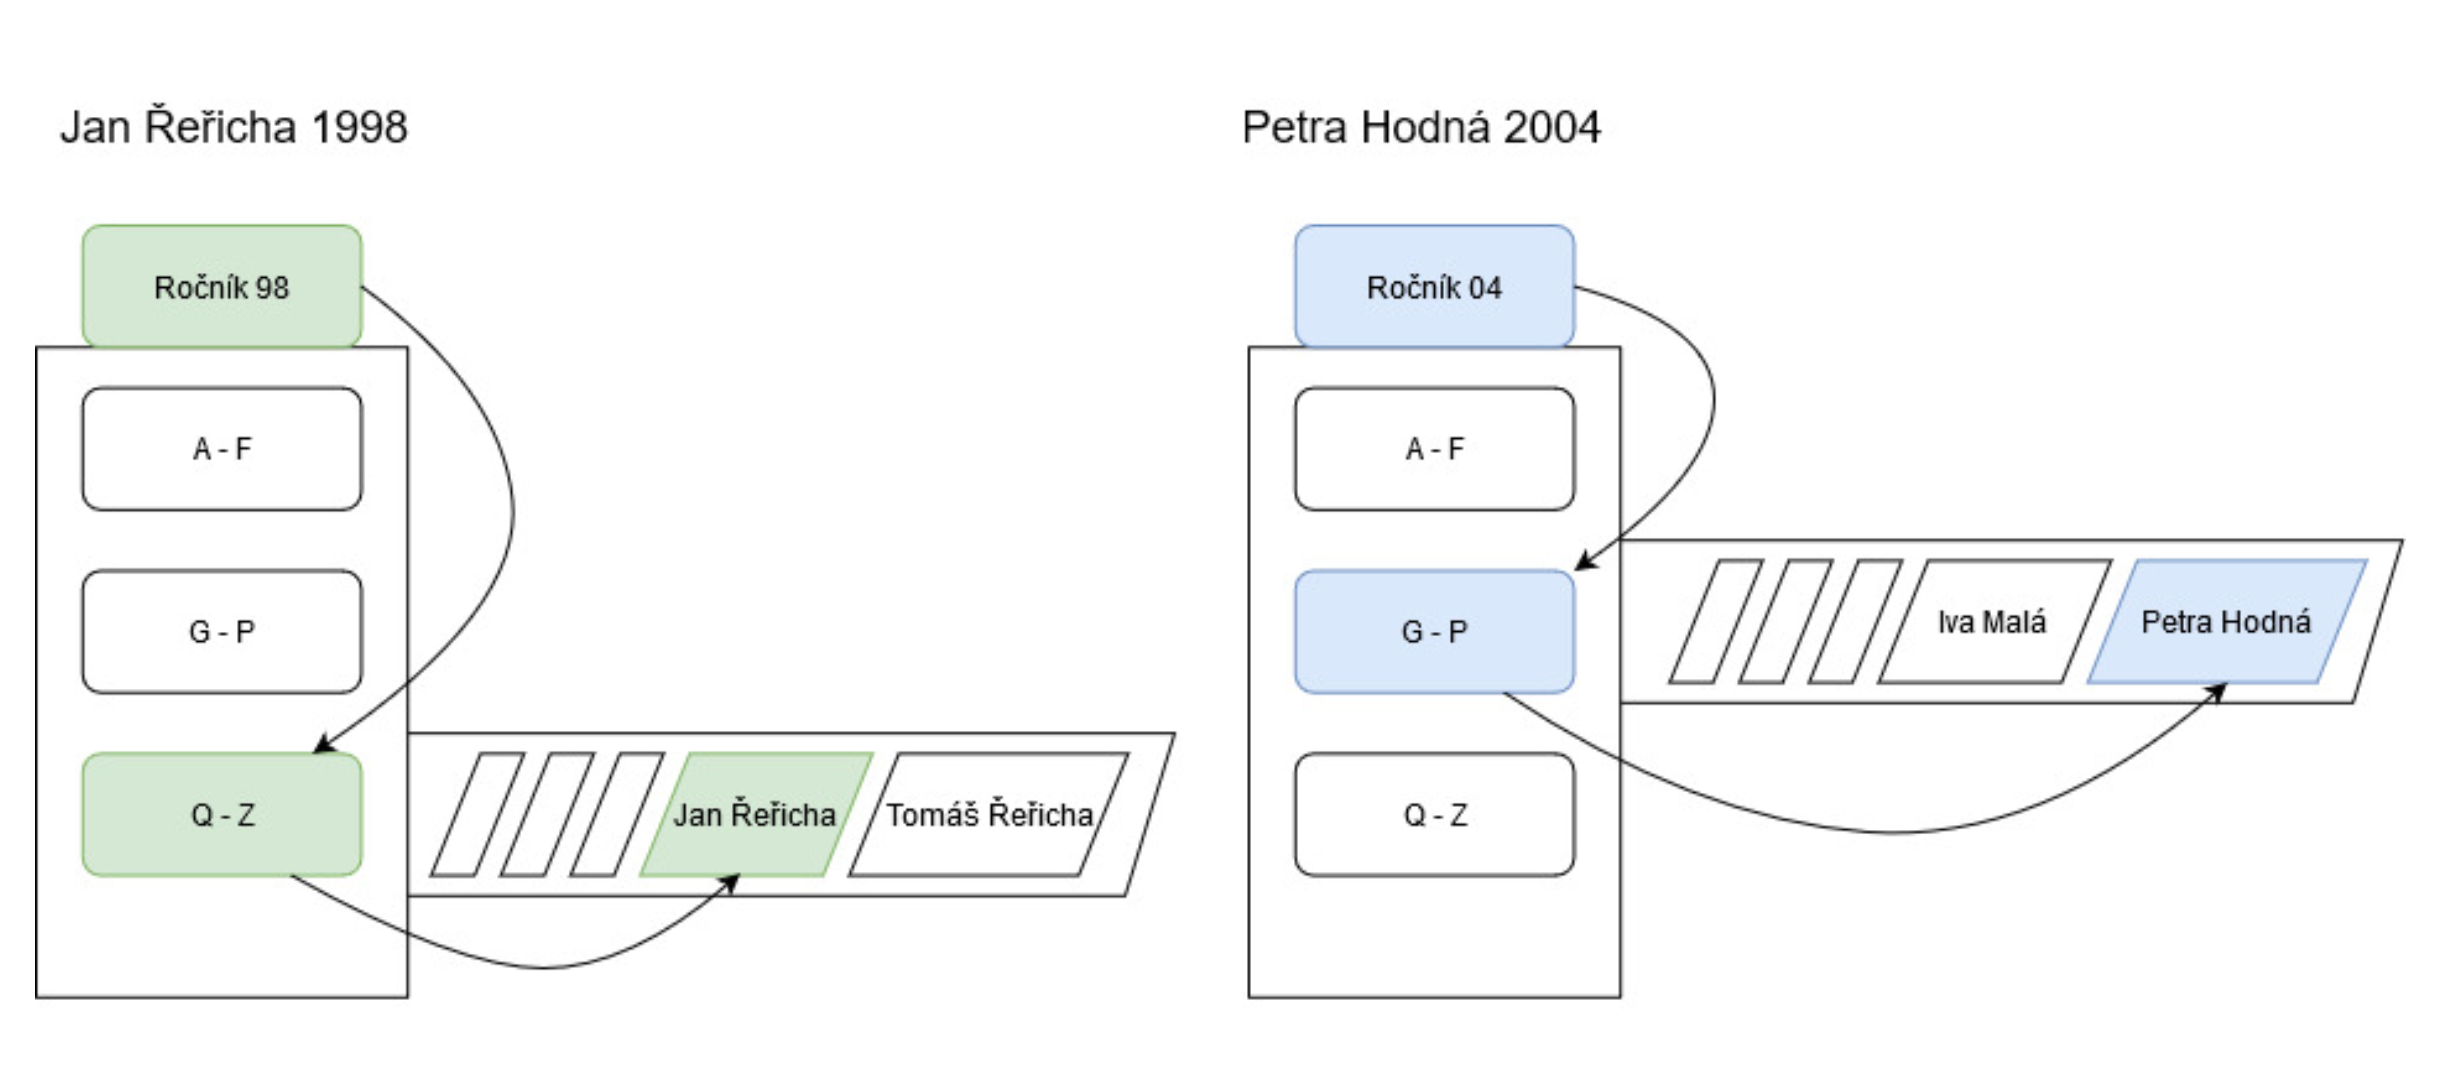 Jan Řeřicha 1998
Ročník 98
A - F
G - P
Q - Z
Jan Řeřicha
Tomáš Řeřicha
Petra Hodná 2004
Ročník 04
A - F
G - P
Iva Malá
Petra Hodná
Q - Z